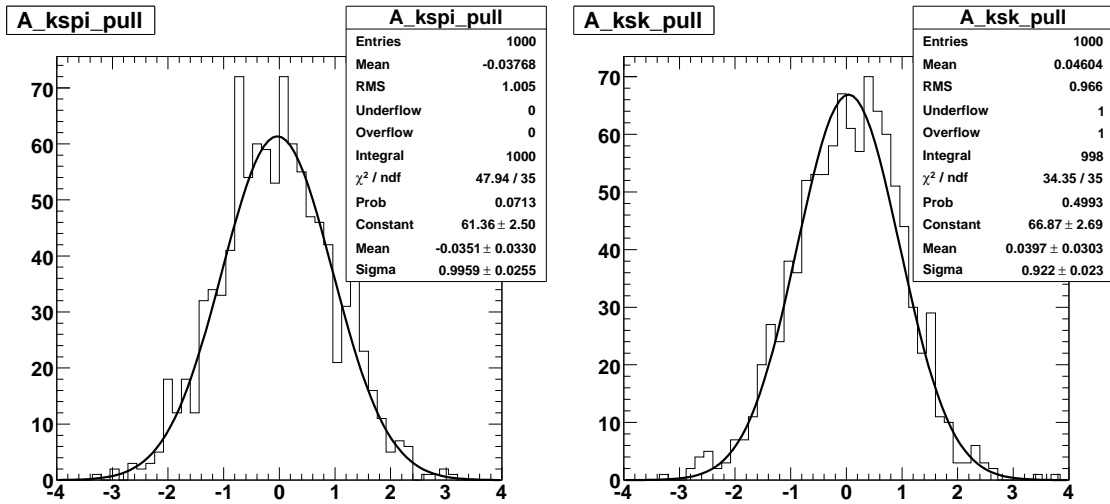 A_kspi_pull
A_kspi_pull
Entries 1000
Mean -0.03768
RMS 1.005
Underflow 0
Overflow 0
Integral 1000
χ² / ndf 47.94 / 35
Prob 0.0713
Constant 61.36 ± 2.50
Mean -0.0351 ± 0.0330
Sigma 0.9959 ± 0.0255
70
60
50
40
30
20
10
0
-4 -3 -2 -1 0 1 2 3 4
A_ksk_pull
A_ksk_pull
Entries 1000
Mean 0.04604
RMS 0.966
Underflow 1
Overflow 1
Integral 998
χ² / ndf 34.35 / 35
Prob 0.4993
Constant 66.87 ± 2.69
Mean 0.0397 ± 0.0303
Sigma 0.922 ± 0.023
70
60
50
40
30
20
10
0
-4 -3 -2 -1 0 1 2 3 4